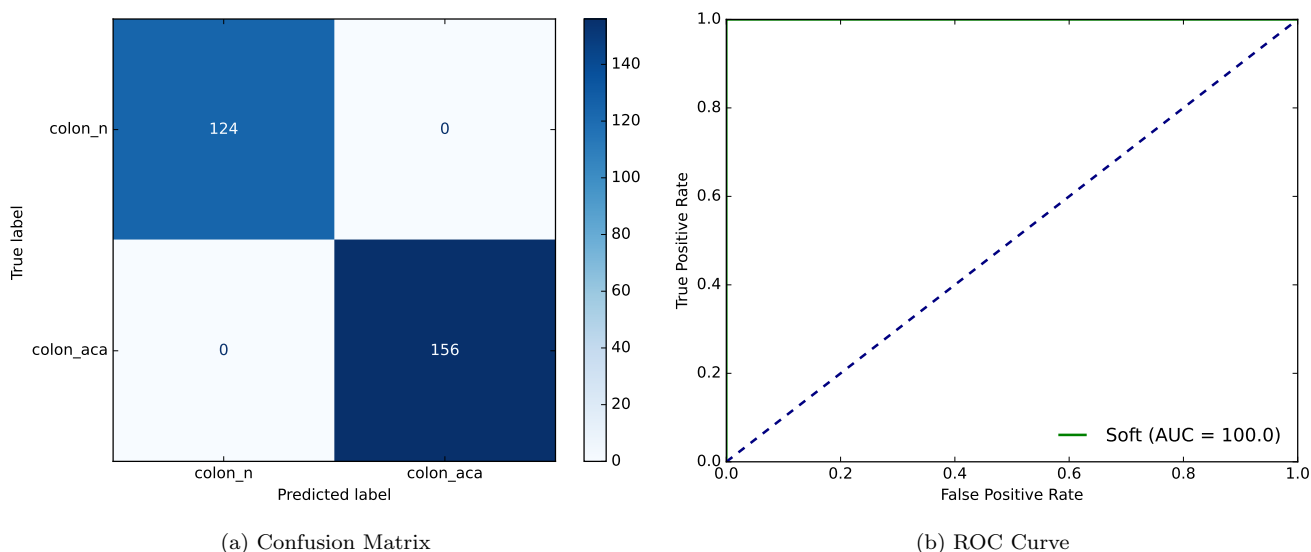 colon_n
colon_aca
True label
124
0
0
156
colon_n
colon_aca
Predicted label
140
120
100
80
60
40
20
0
(a) Confusion Matrix
1.0
0.8
0.6
0.4
0.2
0.0
True Positive Rate
Soft (AUC = 100.0)
0.0
0.2
0.4
0.6
0.8
1.0
False Positive Rate
(b) ROC Curve